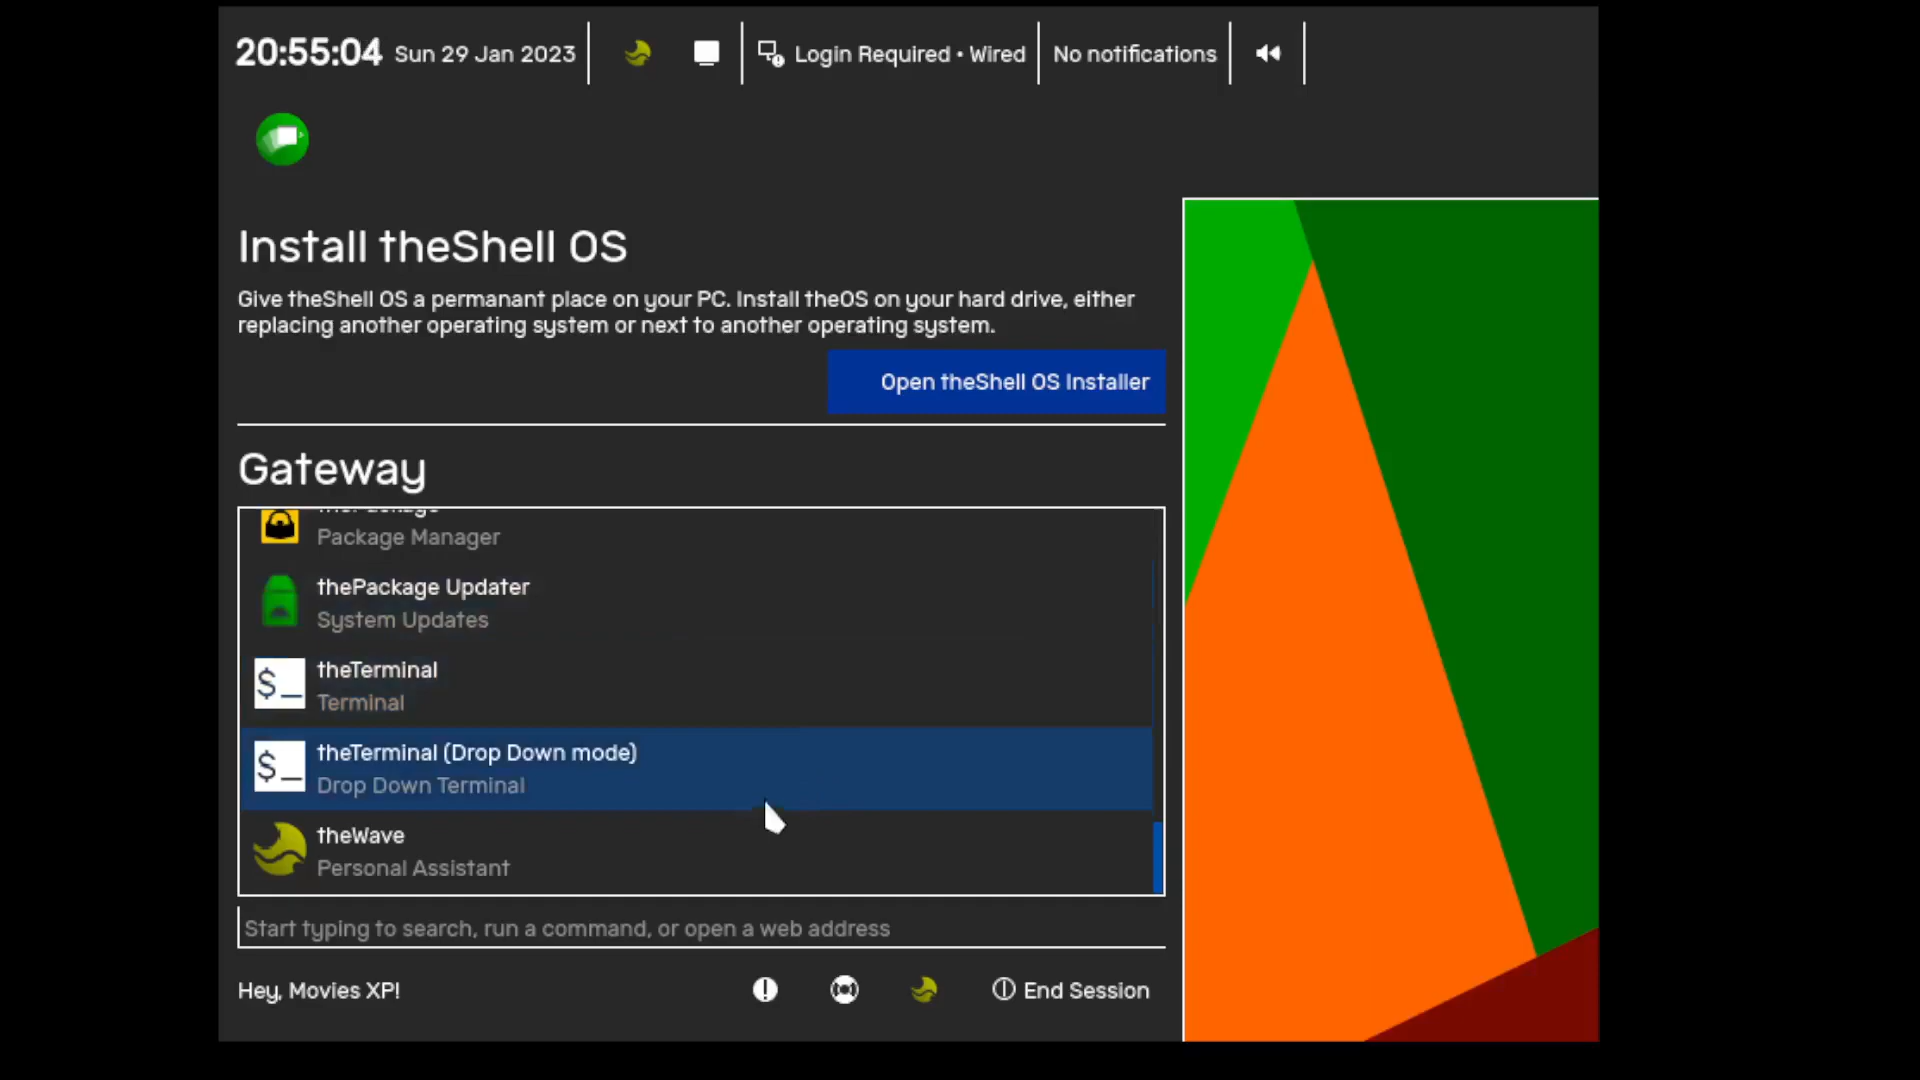 20:55:04 Sun 29 Jan 2023 Login Required • Wired No notifications
Install theShell OS
Give theShell OS a permanant place on your PC. Install theOS on your hard drive, either
replacing another operating system or next to another operating system.
Open theShell OS Installer
Gateway
thePackage
Package Manager
thePackage Updater
System Updates
$_ theTerminal
Terminal
$_ theTerminal (Drop Down mode)
Drop Down Terminal
theWave
Personal Assistant
Start typing to search, run a command, or open a web address
Hey, Movies XP! End Session